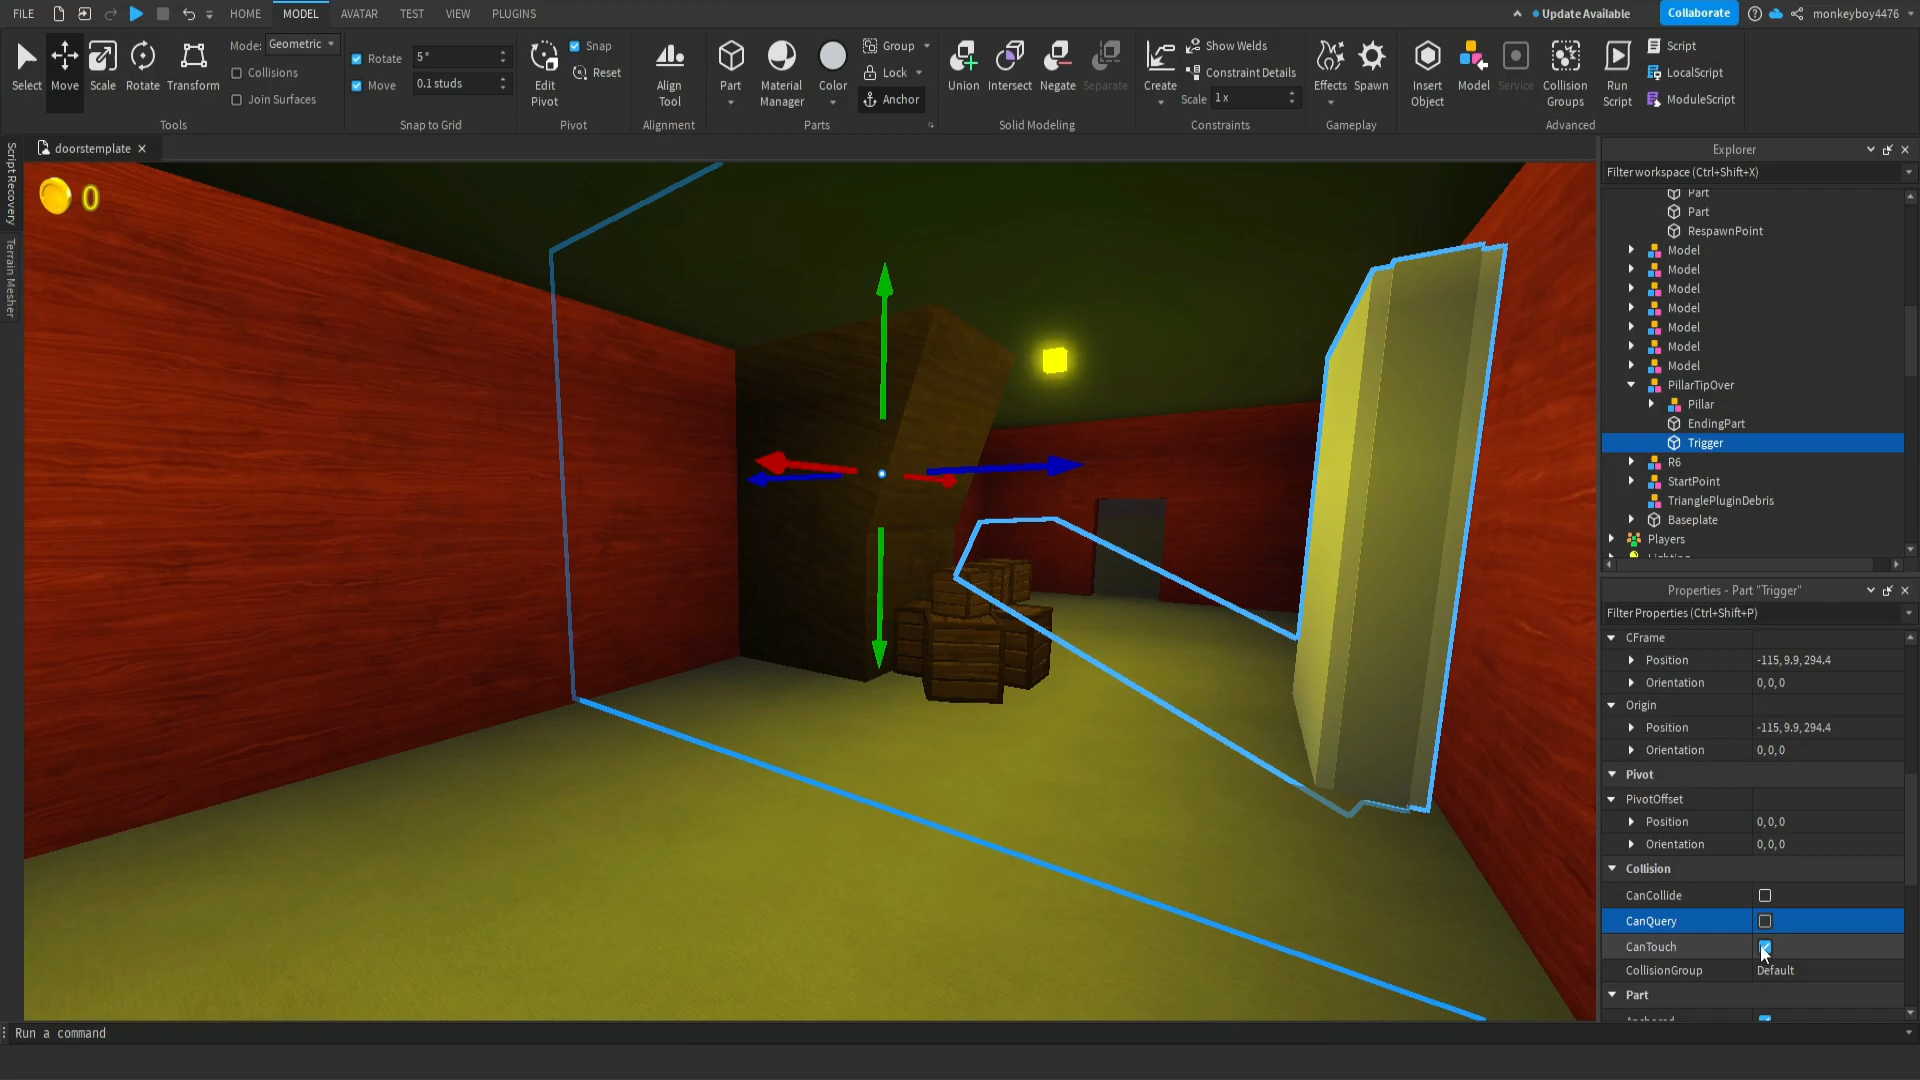 FILE HOME MODEL AVATAR TEST VIEW PLUGINS Update Available Collaborate monkeyboy4476
Select Move Scale Rotate Transform
Mode: Geometric
Collisions
Join Surfaces
Tools
Rotate 5°
Move 0.1 studs
Snap to Grid
Edit Pivot
Snap
Reset
Pivot
Align Tool
Alignment
Part
Material Manager
Color
Group
Lock
Anchor
Parts
Union Intersect Negate Separate
Solid Modeling
Create
Show Welds
Constraint Details
Scale 1 x
Constraints
Effects Spawn
Gameplay
Insert Object
Model
Service
Collision Groups
Run Script
Script
LocalScript
ModuleScript
Advanced
Script Recovery
Terrain Mesher
doorstemplate
0
Explorer
Filter workspace (Ctrl+Shift+X)
Part
Part
RespawnPoint
Model
Model
Model
Model
Model
Model
Model
PillarTipOver
Pillar
EndingPart
Trigger
R6
StartPoint
TrianglePluginDebris
Baseplate
Players
Lighting
Properties - Part "Trigger"
Filter Properties (Ctrl+Shift+P)
CFrame
Position -115, 9.9, 294.4
Orientation 0, 0, 0
Origin
Position -115, 9.9, 294.4
Orientation 0, 0, 0
Pivot
PivotOffset
Position 0, 0, 0
Orientation 0, 0, 0
Collision
CanCollide
CanQuery
CanTouch
CollisionGroup Default
Part
Anchored
Run a command